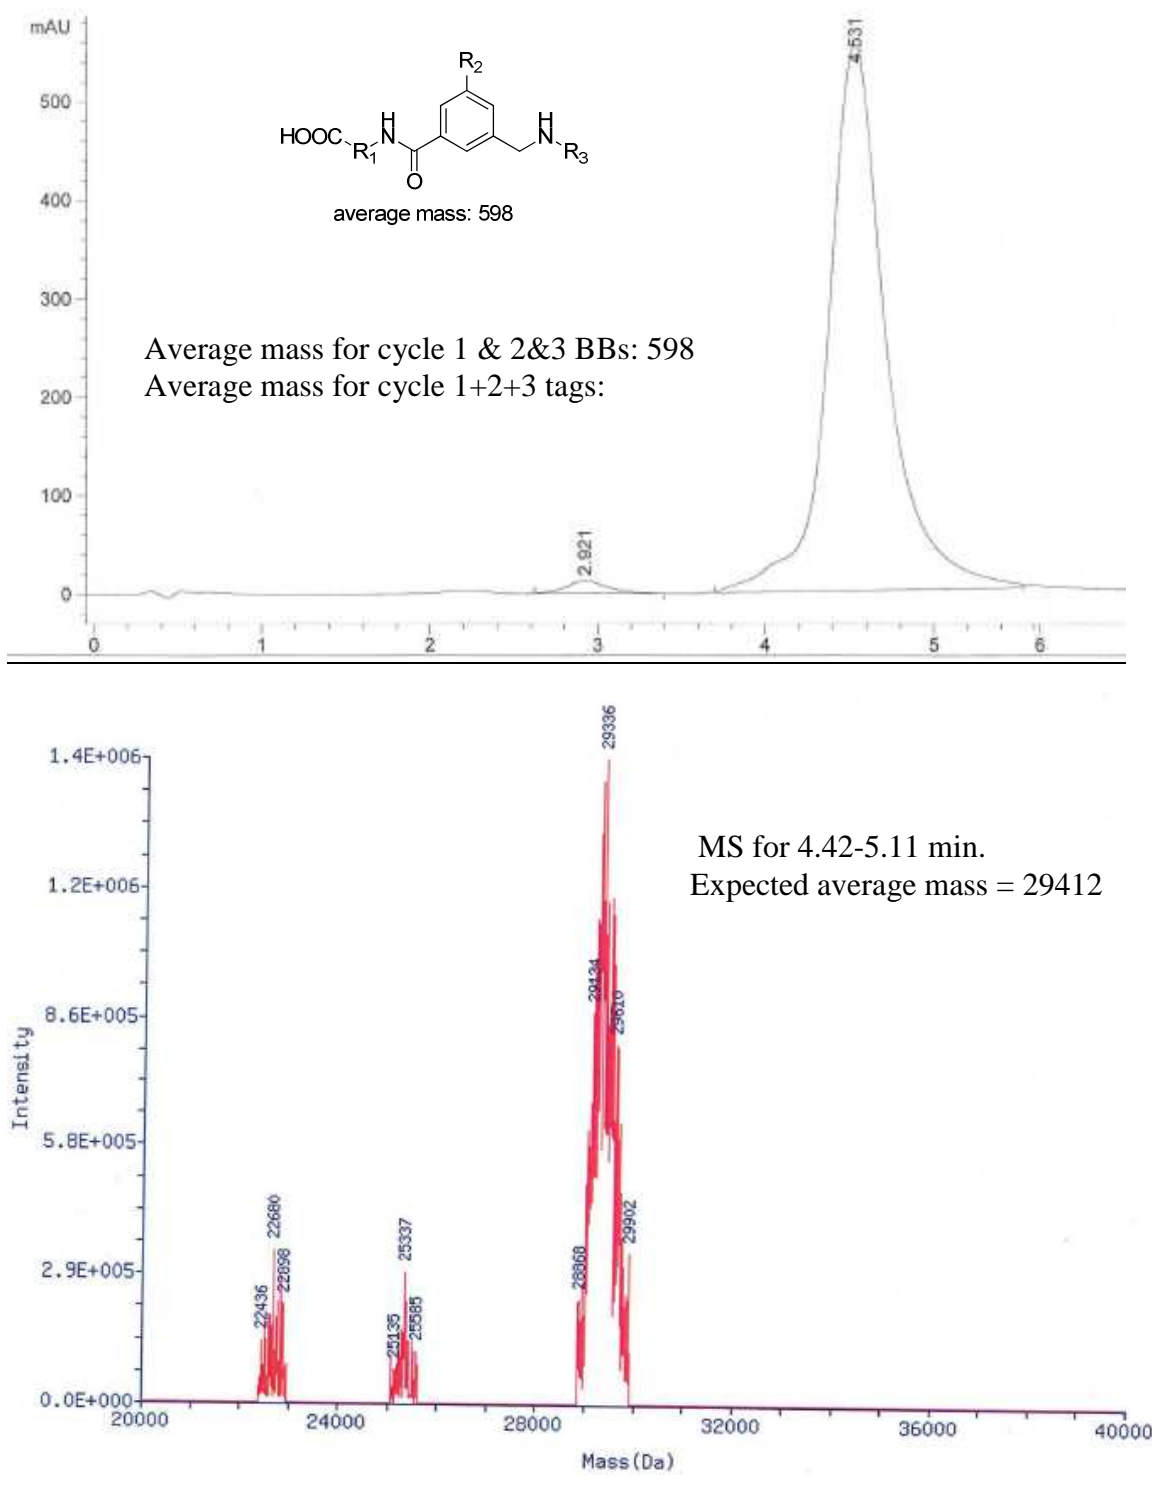 mAU
4.531
R2
500
H
H
HOOC
N
N
R1
R3
O
400
average mass: 598
300
Average mass for cycle 1 & 2&3 BBs: 598
Average mass for cycle 1+2+3 tags:
200
100
2.921
0
0 1 2 3 4 5 6
29336
1.4E+006
MS for 4.42-5.11 min.
1.2E+006
Expected average mass = 29412
29134
29610
8.6E+005
Intensity
5.8E+005
22680
25337
29902
22898
28868
2.9E+005
22436
25585
25135
0.0E+000
20000 24000 28000 32000 36000 40000
Mass(Da)